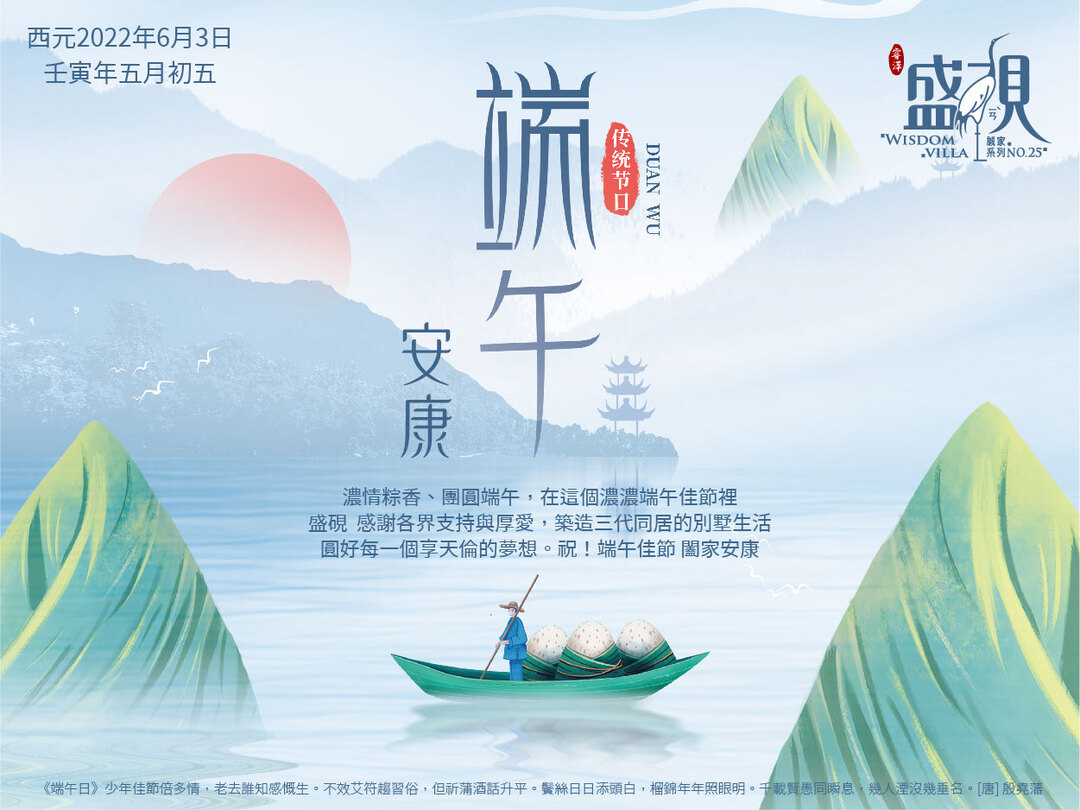 西元2022年6月3日
壬寅年五月初五
端午
传统节日
DUAN WU
安康
睿澤
盛硯
ㄧㄢˋ
WISDOM
VILLA
誠家
系列NO.25
濃情粽香、團圓端午，在這個濃濃端午佳節裡
盛硯 感謝各界支持與厚愛，築造三代同居的別墅生活
圓好每一個享天倫的夢想。祝！端午佳節 闔家安康
《端午日》少年佳節倍多情，老去誰知感慨生。不效艾符趨習俗，但祈蒲酒話升平。鬢絲日日添頭白，榴錦年年照眼明。千載賢愚同瞬息，幾人湮沒幾垂名。[唐] 殷堯藩